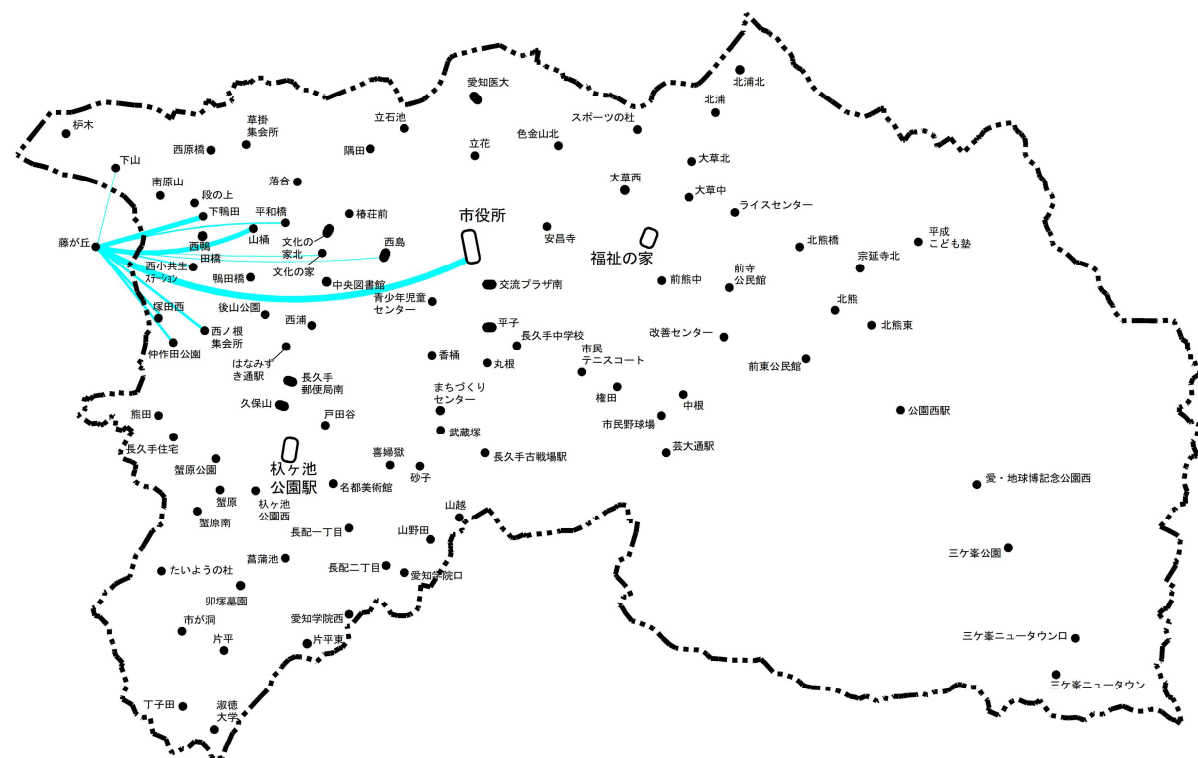 北浦北
愛知医大
北浦
枦木
草掛
集会所
立石池
スポーツの杜
色金山北
西原橋
隅田
立花
下山
大草北
南原山
落合
大草西
段の上
大草中
下鴨田
平和橋
椿荘前
市役所
ライスセンター
藤が丘
西鴨
田橋
山桶
文化の
家北
西島
安昌寺
福祉の家
北熊橋
平成
こども塾
宗延寺北
西小共生
ステーション
鴨田橋
文化の家
中央図書館
交流プラザ南
前熊中
前寺
公民館
塚田西
後山公園
西浦
青少年児童
センター
平子
北熊
西ノ根
集会所
長久手中学校
改善センター
北熊東
仲作田公園
はなみず
き通駅
香桶
丸根
市民
テニスコート
前東公民館
長久手
郵便局南
まちづくり
センター
権田
中根
久保山
熊田
戸田谷
市民野球場
公園西駅
武蔵塚
長久手住宅
杁ヶ池
公園駅
喜婦嶽
長久手古戦場駅
芸大通駅
蟹原公園
砂子
愛・地球博記念公園西
蟹原
杁ヶ池
公園西
名都美術館
山越
蟹原南
長配一丁目
山野田
三ケ峯公園
菖蒲池
たいようの杜
長配二丁目
愛知学院口
卯塚墓園
市が洞
愛知学院西
片平
片平東
三ケ峯ニュータウン口
三ケ峯ニュータウン
丁子田
淑徳
大学